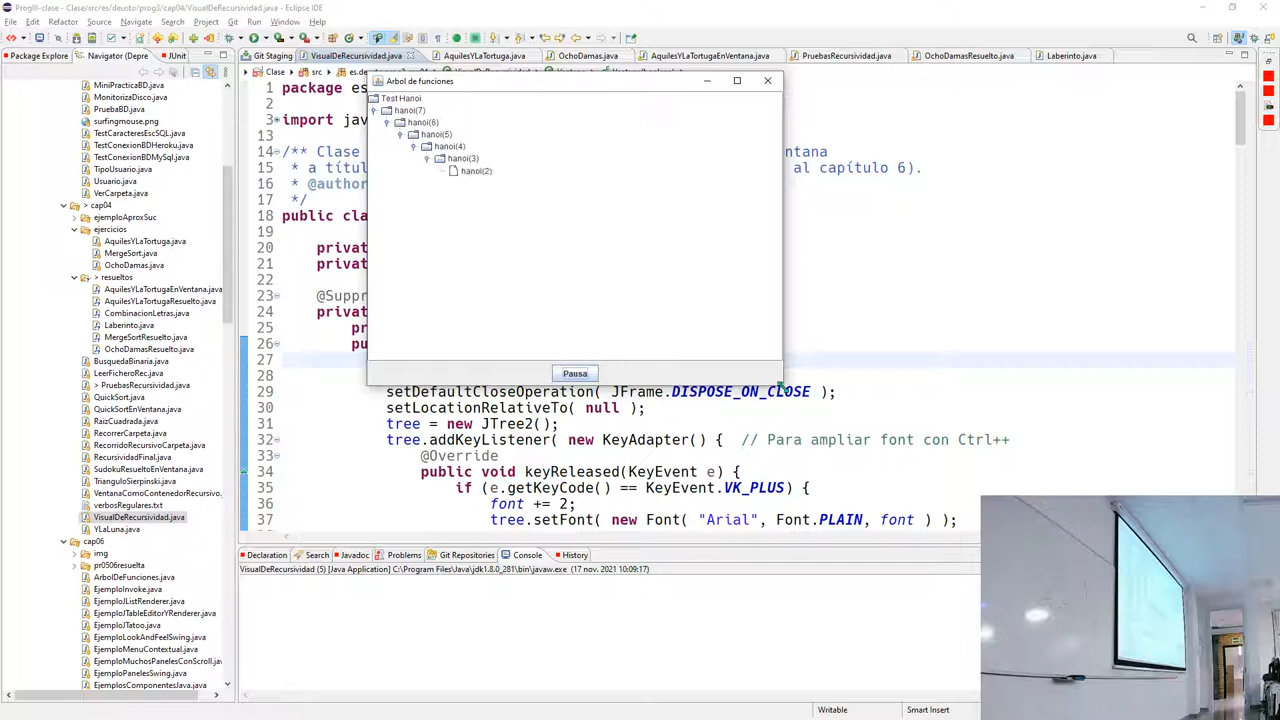 ProgIII-clase - Clase/src/res/deusto/prog3/cap04/VisualDeRecursividad.java - Eclipse IDE
File Edit Refactor Source Navigate Search Project Git Run Window Help
Package Explorer Navigator (Depre JUnit
Git Staging VisualDeRecursividad.java AquilesYLaTortuga.java OchoDamas.java AquilesYLaTortugaEnVentana.java PruebasRecursividad.java OchoDamasResuelto.java Laberinto.java
MiniPracticaBD.java
MonitorizaDisco.java
PruebaBD.java
surfingmouse.png
TestCaracteresEscSQL.java
TestConexionBDHeroku.java
TestConexionBDMySql.java
TipoUsuario.java
Usuario.java
VerCarpeta.java
> cap04
ejemploAproxSuc
ejercicios
AquilesYLaTortuga.java
MergeSort.java
OchoDamas.java
> resueltos
AquilesYLaTortugaEnVentana.java
AquilesYLaTortugaResuelto.java
CombinacionLetras.java
Laberinto.java
MergeSortResuelto.java
OchoDamasResuelto.java
BusquedaBinaria.java
LeerFicheroRec.java
> PruebasRecursividad.java
QuickSort.java
QuickSortEnVentana.java
RaizCuadrada.java
RecorrerCarpeta.java
RecorridoRecursivoCarpeta.java
RecursividadFinal.java
SudokuResueltoEnVentana.java
TrianguloSierpinski.java
VentanaComoContenedorRecursivo.
verbosRegulares.txt
VisualDeRecursividad.java
YLaLuna.java
cap06
img
pr0506resuelta
ArbolDeFunciones.java
EjemploInvoke.java
EjemploJListRenderer.java
EjemploJTableEditorYRenderer.java
EjemploJTatoo.java
EjemploLookAndFeelSwing.java
EjemploMenuContextual.java
EjemploMuchosPanelesConScroll.java
EjemploPanelesSwing.java
EjemplosComponentesJava.java
Clase src
1 package es
2
3 import jav
13
14 /** Clase ntana
15 * a títul al capítulo 6).
16 * @author
17 */
18 public cla
19
20 privat
21 privat
22
23 @Suppr
24 privat
25 pr
26 pu
27
28
29 setDefaultCloseOperation( JFrame.DISPOSE_ON_CLOSE );
30 setLocationRelativeTo( null );
31 tree = new JTree2();
32 tree.addKeyListener( new KeyAdapter() { // Para ampliar font con Ctrl++
33 @Override
34 public void keyReleased(KeyEvent e) {
35 if (e.getKeyCode() == KeyEvent.VK_PLUS) {
36 font += 2;
37 tree.setFont( new Font( "Arial", Font.PLAIN, font ) );
Arbol de funciones
Test Hanoi
hanoi(7)
hanoi(6)
hanoi(5)
hanoi(4)
hanoi(3)
hanoi(2)
Pausa
Declaration Search Javadoc Problems Git Repositories Console History
VisualDeRecursividad (5) [Java Application] C:\Program Files\Java\jdk1.8.0_281\bin\javaw.exe (17 nov. 2021 10:09:17)
Writable Smart Insert